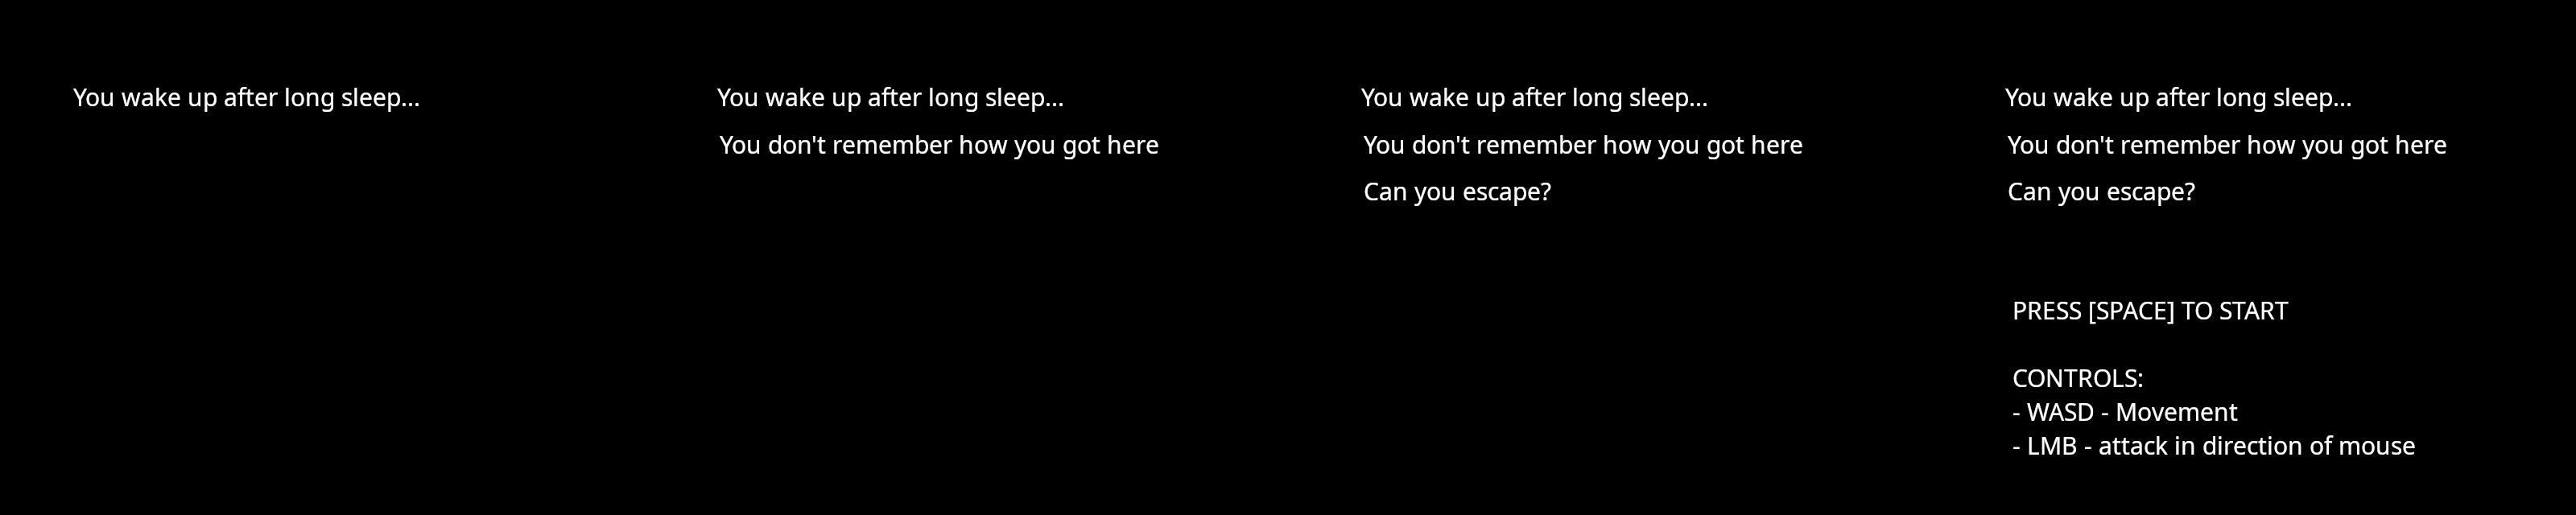 You wake up after long sleep...
You wake up after long sleep...
You don't remember how you got here
You wake up after long sleep...
You don't remember how you got here
Can you escape?
You wake up after long sleep...
You don't remember how you got here
Can you escape?
PRESS [SPACE] TO START
CONTROLS:
- WASD - Movement
- LMB - attack in direction of mouse